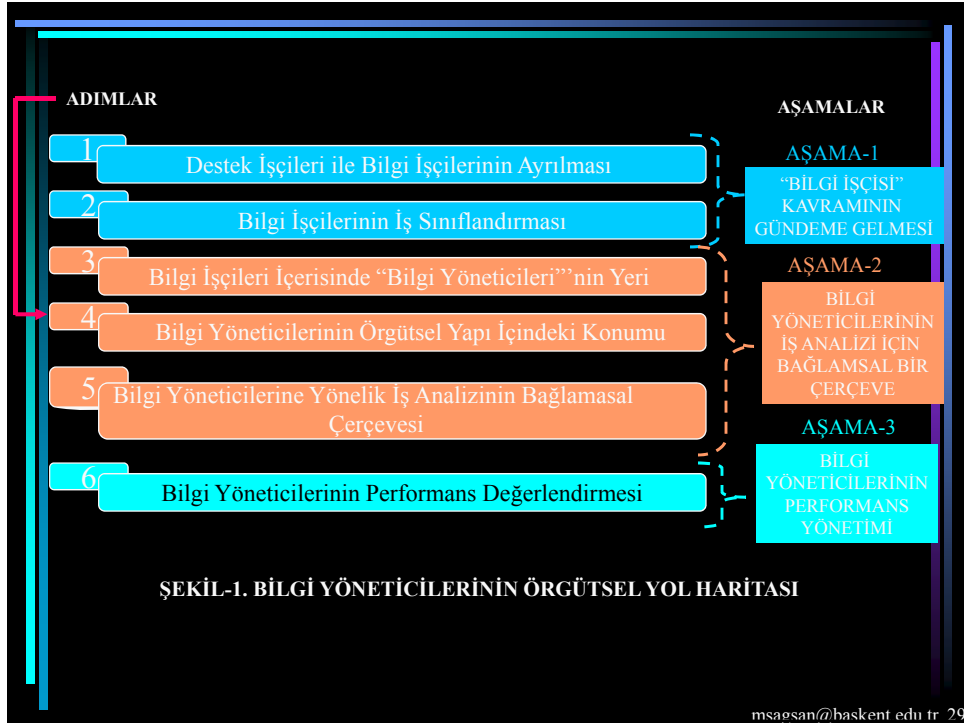 ADIMLAR
AŞAMALAR
1
Destek İşçileri ile Bilgi İşçilerinin Ayrılması
2
Bilgi İşçilerinin İş Sınıflandırması
AŞAMA-1
“BİLGİ İŞÇİSİ”
KAVRAMININ
GÜNDEME GELMESİ
3
Bilgi İşçileri İçerisinde “Bilgi Yöneticileri”’nin Yeri
4
Bilgi Yöneticilerinin Örgütsel Yapı İçindeki Konumu
5
Bilgi Yöneticilerine Yönelik İş Analizinin Bağlamasal
Çerçevesi
AŞAMA-2
BİLGİ
YÖNETİCİLERİNİN
İŞ ANALİZİ İÇİN
BAĞLAMSAL BİR
ÇERÇEVE
6
Bilgi Yöneticilerinin Performans Değerlendirmesi
AŞAMA-3
BİLGİ
YÖNETİCİLERİNİN
PERFORMANS
YÖNETİMİ
ŞEKİL-1. BİLGİ YÖNETİCİLERİNİN ÖRGÜTSEL YOL HARİTASI
msagsan@baskent.edu.tr 29